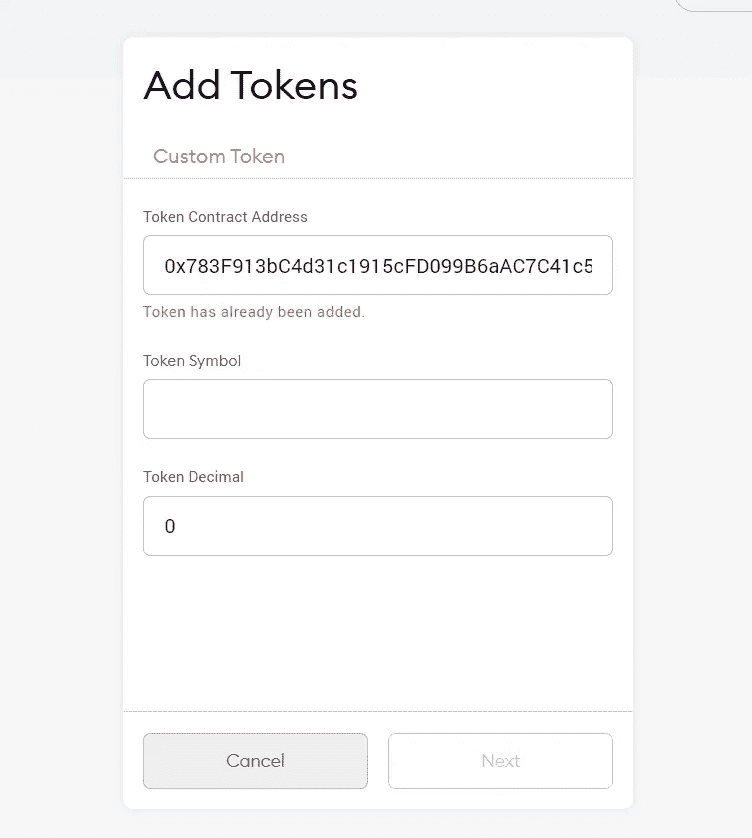 Add Tokens
Custom Token
Token Contract Address
0x783F913bC4d31c1915cFD099B6aAC7C41c5
Token has already been added.
Token Symbol
Token Decimal
0
Cancel
Next